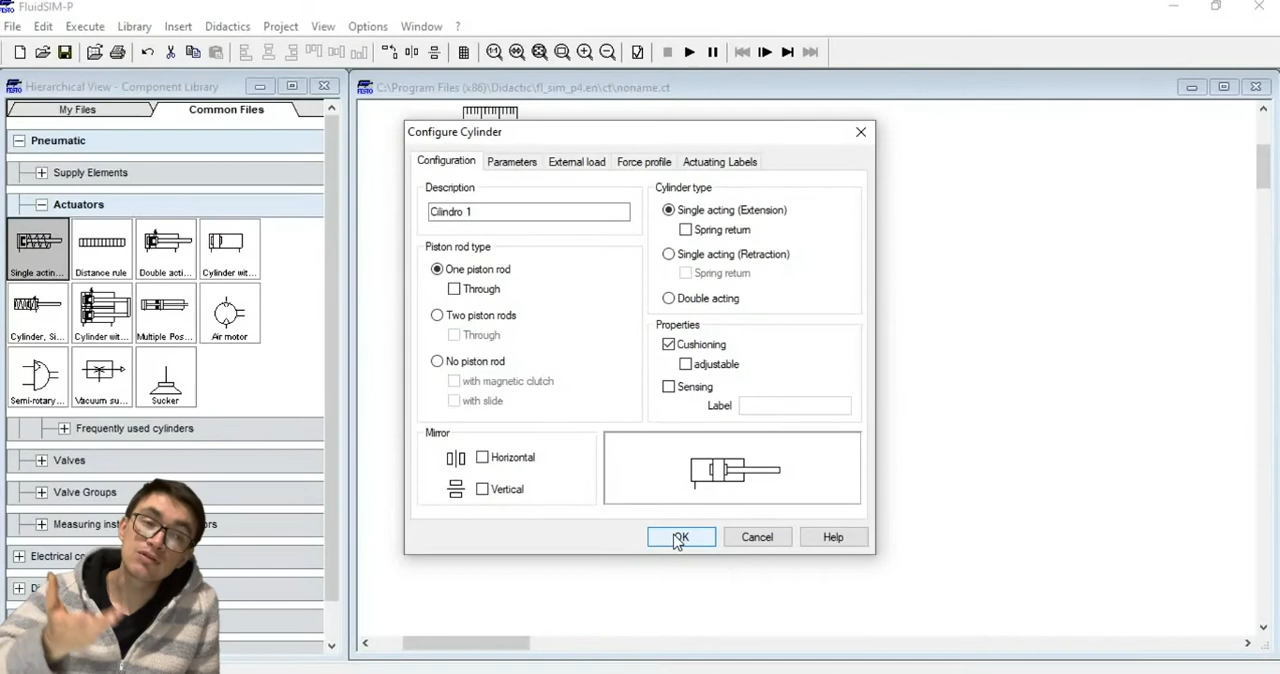 FluidSIM-P
File Edit Execute Library Insert Didactics Project View Options Window ?
Hierarchical View - Component Library
My Files
Common Files
Pneumatic
Supply Elements
Actuators
Single actin...
Distance rule
Double acti...
Cylinder wit...
Cylinder, Si...
Cylinder wit...
Multiple Pos...
Air motor
Semi-rotary...
Vacuum su...
Sucker
Frequently used cylinders
Valves
Valve Groups
Measuring
Electrical co
C:\Program Files (x86)\Didactic\fl_sim_p4.en\ct\noname.ct
Configure Cylinder
Configuration Parameters External load Force profile Actuating Labels
Description
Cilindro 1
Piston rod type
One piston rod
Through
Two piston rods
Through
No piston rod
with magnetic clutch
with slide
Mirror
Horizontal
Vertical
Cylinder type
Single acting (Extension)
Spring return
Single acting (Retraction)
Spring return
Double acting
Properties
Cushioning
adjustable
Sensing
Label
OK Cancel Help